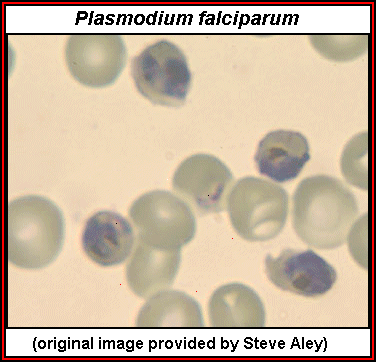 Plasmodium falciparum
(original image provided by Steve Aley)